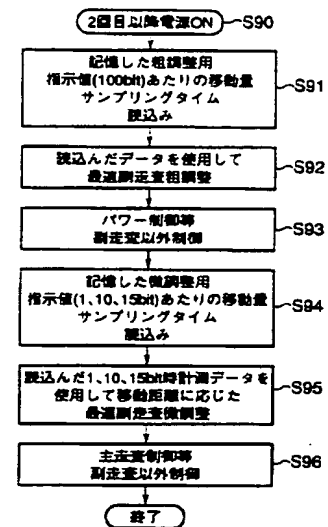 2回目以降電源ON
S90
記憶した粗調整用
指示値(100bit)あたりの移動量
サンプリングタイム
読込み
S91
読込んだデータを使用して
最適副走査粗調整
S92
パワー制御等
副走査以外制御
S93
記憶した微調整用
指示値(1、10、15bit)あたりの移動量
サンプリングタイム
読込み
S94
読込んだ1、10、15bit時計測データを
使用して移動距離に応じた
最適副走査微調整
S95
主走査制御等
副走査以外制御
S96
終了